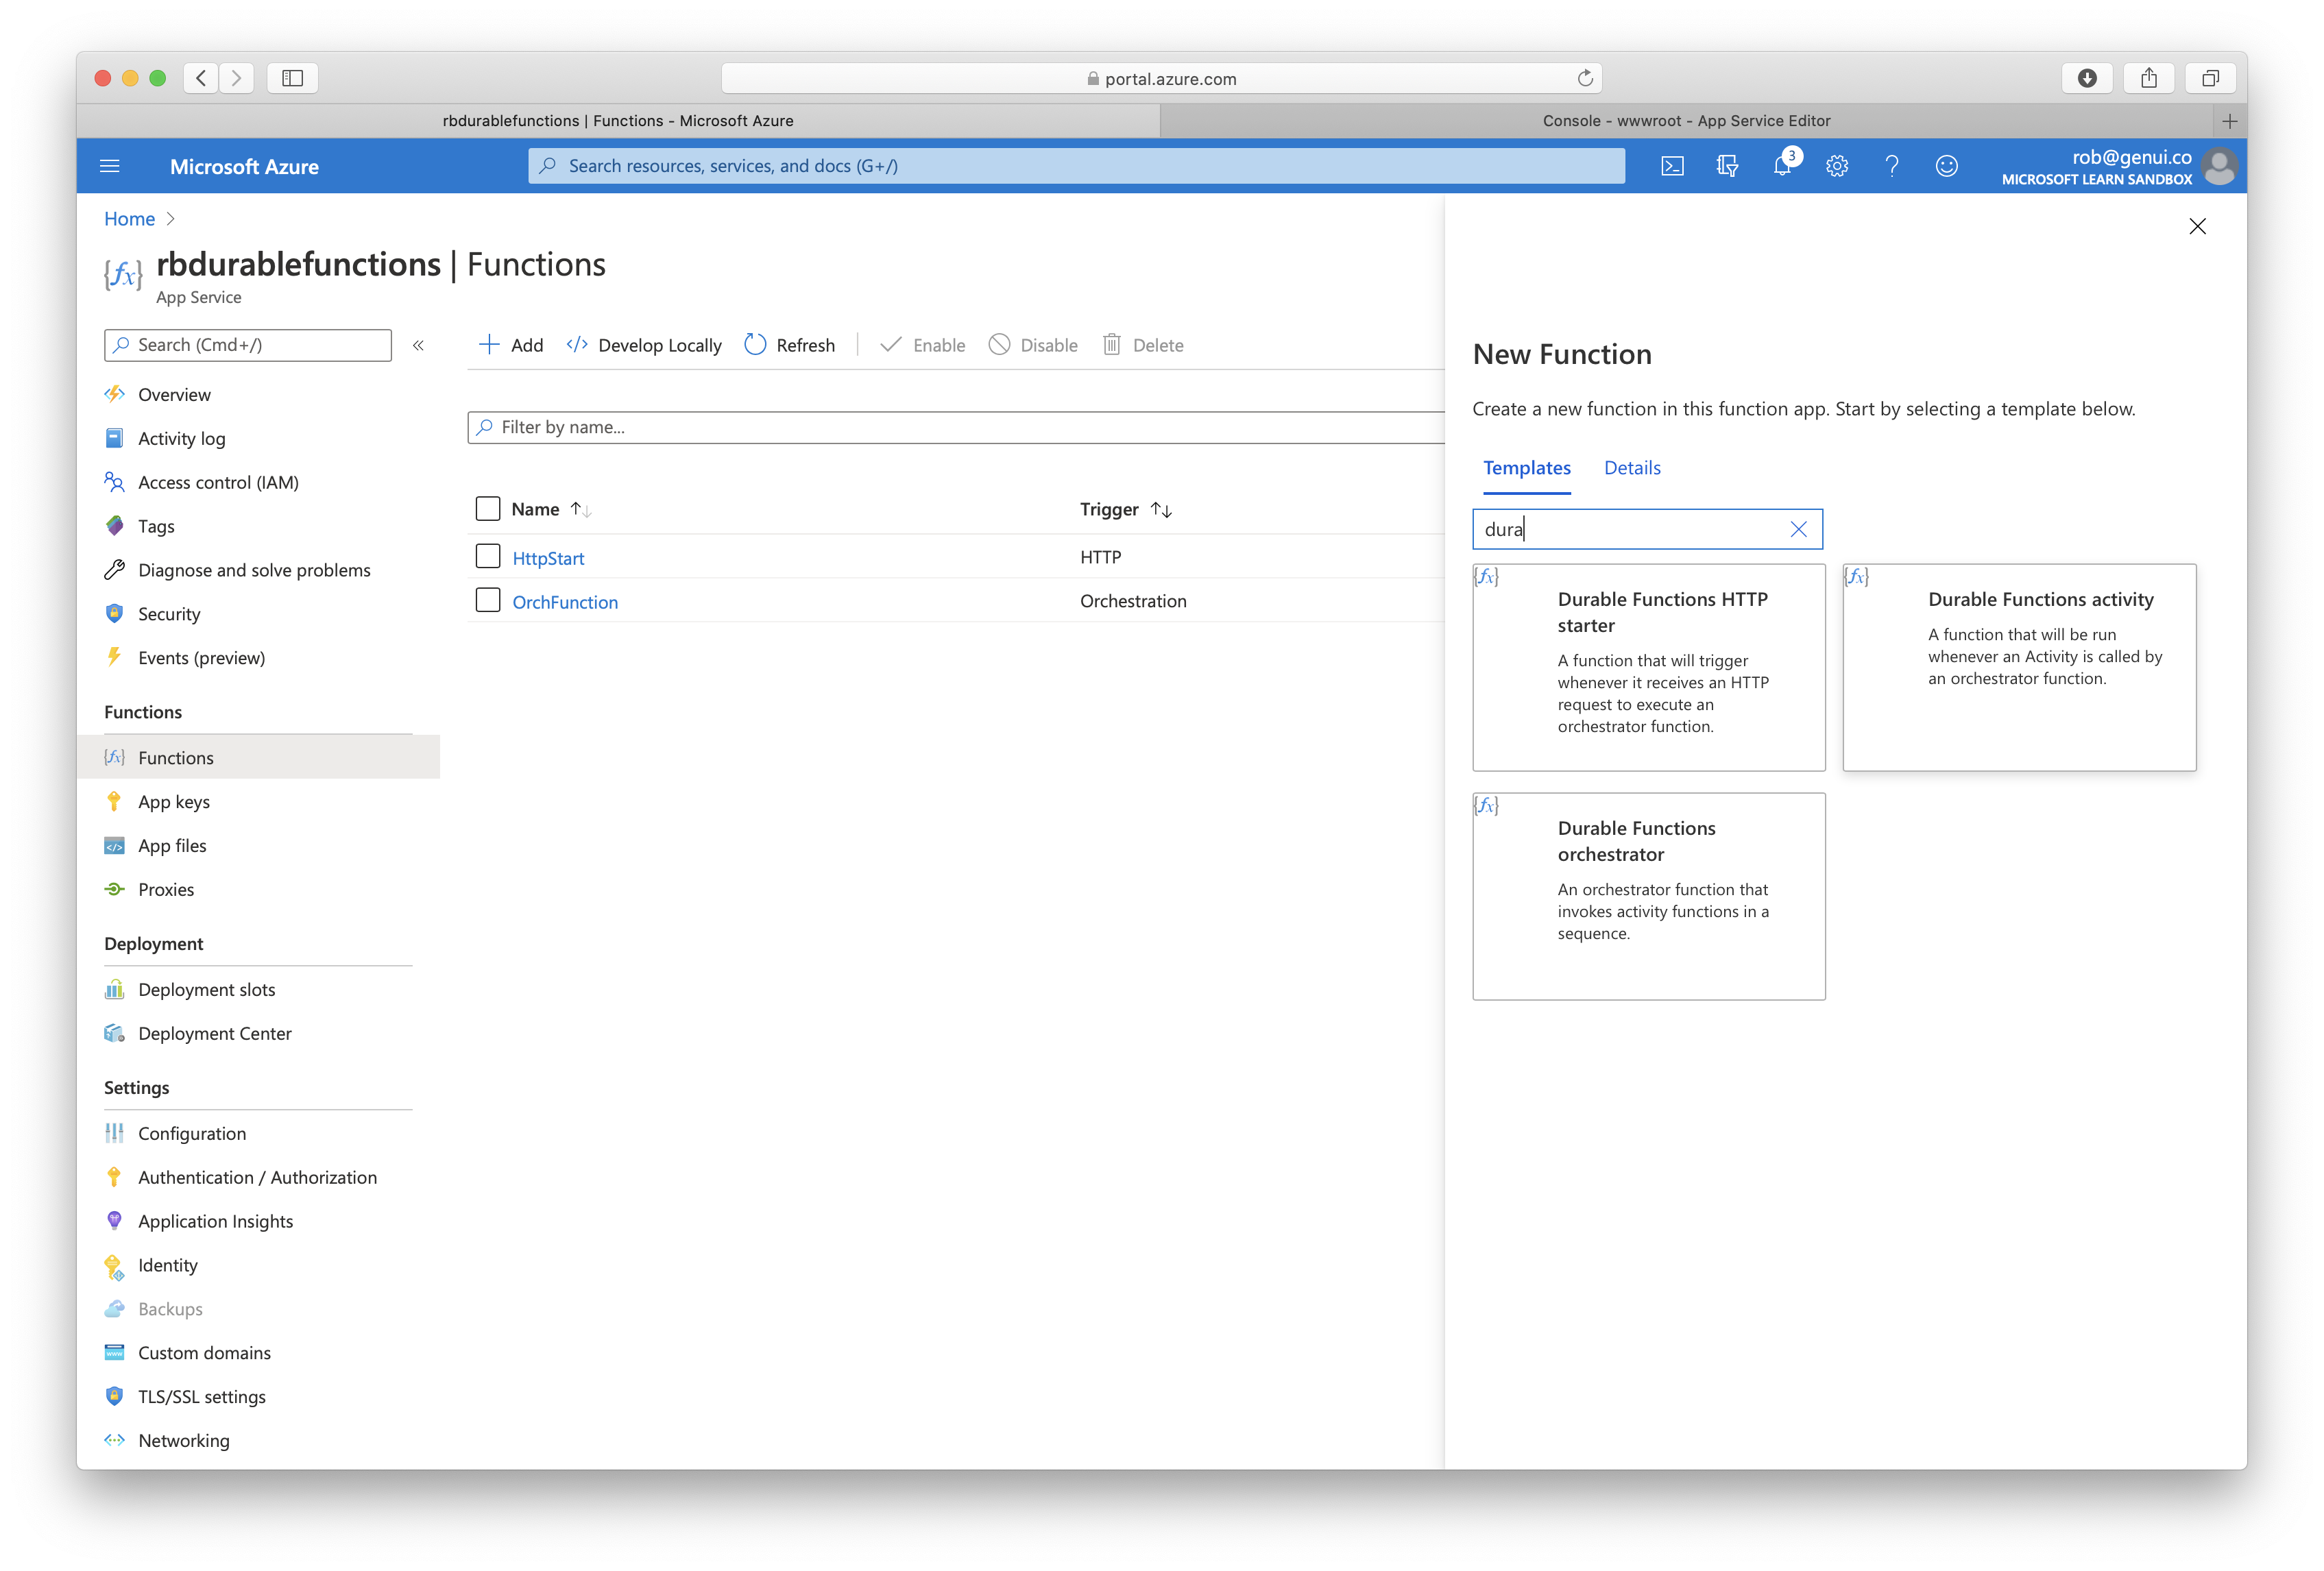 portal.azure.com
rbdurablefunctions | Functions - Microsoft Azure
Console - wwwroot - App Service Editor
Microsoft Azure
Search resources, services, and docs (G+/)
3
rob@genui.co
MICROSOFT LEARN SANDBOX
Home
rbdurablefunctions | Functions
App Service
Search (Cmd+/)
Overview
Activity log
Access control (IAM)
Tags
Diagnose and solve problems
Security
Events (preview)
Functions
Functions
App keys
App files
Proxies
Deployment
Deployment slots
Deployment Center
Settings
Configuration
Authentication / Authorization
Application Insights
Identity
Backups
Custom domains
TLS/SSL settings
Networking
Add
Develop Locally
Refresh
Enable
Disable
Delete
Filter by name...
Name
Trigger
HttpStart
HTTP
OrchFunction
Orchestration
New Function
Create a new function in this function app. Start by selecting a template below.
Templates
Details
dura
Durable Functions HTTP
starter
A function that will trigger
whenever it receives an HTTP
request to execute an
orchestrator function.
Durable Functions activity
A function that will be run
whenever an Activity is called by
an orchestrator function.
Durable Functions
orchestrator
An orchestrator function that
invokes activity functions in a
sequence.